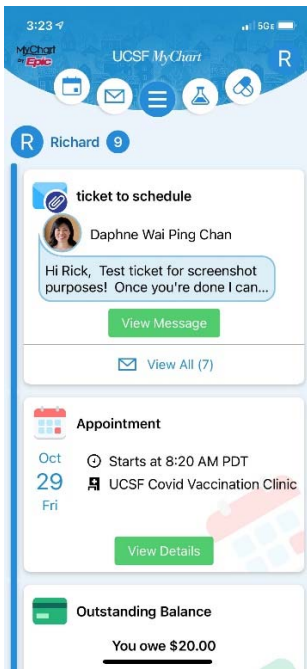 3:23
5GE
MyChart
by Epic
UCSF MyChart
R
R Richard 9
ticket to schedule
Daphne Wai Ping Chan
Hi Rick, Test ticket for screenshot
purposes! Once you're done I can...
View Message
View All (7)
Appointment
Oct
29
Fri
Starts at 8:20 AM PDT
UCSF Covid Vaccination Clinic
View Details
Outstanding Balance
You owe $20.00